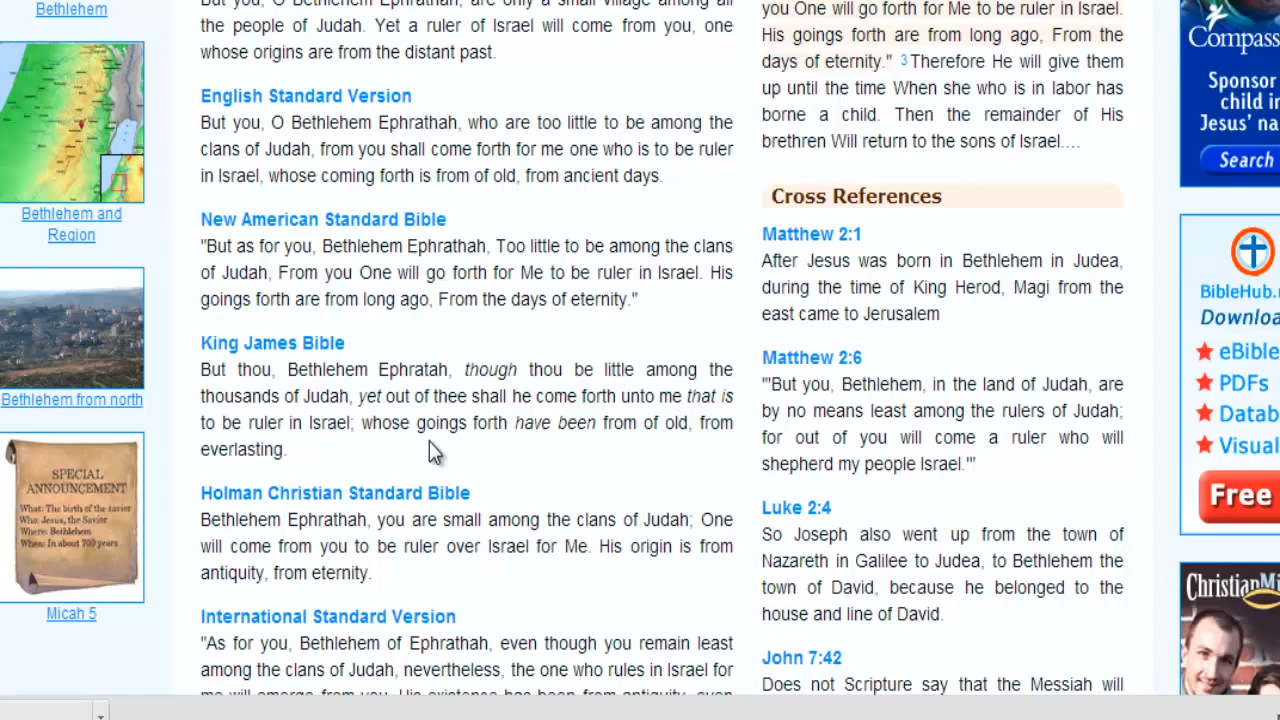 Bethlehem
Bethlehem and
Region
Bethlehem from north
SPECIAL
ANNOUNCEMENT
What: The birth of the savior
Who: Jesus, the Savior
Where: Bethlehem
When: In about 700 years
Micah 5
But you, O Bethlehem Ephrathah, are only a small village among all
the people of Judah. Yet a ruler of Israel will come from you, one
whose origins are from the distant past.
English Standard Version
But you, O Bethlehem Ephrathah, who are too little to be among the
clans of Judah, from you shall come forth for me one who is to be ruler
in Israel, whose coming forth is from of old, from ancient days.
New American Standard Bible
"But as for you, Bethlehem Ephrathah, Too little to be among the clans
of Judah, From you One will go forth for Me to be ruler in Israel. His
goings forth are from long ago, From the days of eternity."
King James Bible
But thou, Bethlehem Ephratah, though thou be little among the
thousands of Judah, yet out of thee shall he come forth unto me that is
to be ruler in Israel; whose goings forth have been from of old, from
everlasting.
Holman Christian Standard Bible
Bethlehem Ephrathah, you are small among the clans of Judah; One
will come from you to be ruler over Israel for Me. His origin is from
antiquity, from eternity.
International Standard Version
"As for you, Bethlehem of Ephrathah, even though you remain least
among the clans of Judah, nevertheless, the one who rules in Israel for
me will emerge from you. His existence has been from antiquity, even
you One will go forth for Me to be ruler in Israel.
His goings forth are from long ago, From the
days of eternity." 3 Therefore He will give them
up until the time When she who is in labor has
borne a child. Then the remainder of His
brethren Will return to the sons of Israel....
Cross References
Matthew 2:1
After Jesus was born in Bethlehem in Judea,
during the time of King Herod, Magi from the
east came to Jerusalem
Matthew 2:6
"'But you, Bethlehem, in the land of Judah, are
by no means least among the rulers of Judah;
for out of you will come a ruler who will
shepherd my people Israel.'"
Luke 2:4
So Joseph also went up from the town of
Nazareth in Galilee to Judea, to Bethlehem the
town of David, because he belonged to the
house and line of David.
John 7:42
Does not Scripture say that the Messiah will
Compass
Sponsor
child in
Jesus' na
Search
BibleHub.
Downloa
eBible
PDFs
Datab
Visual
Free
ChristianMi